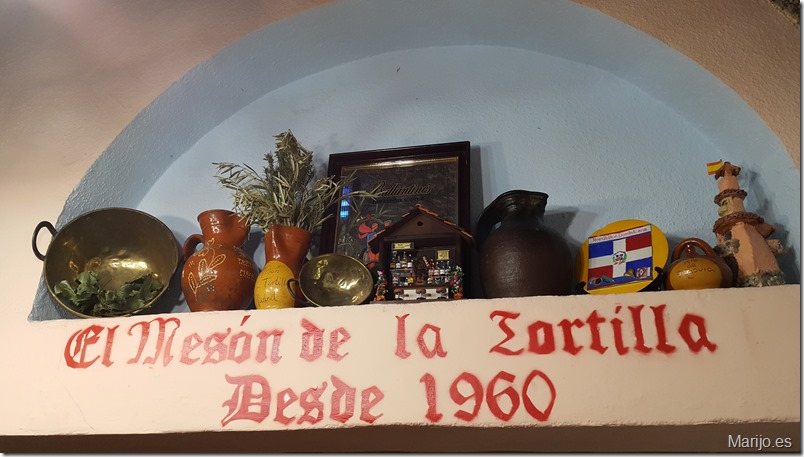 El Mesón de la Tortilla
Desde 1960
Marijo.es